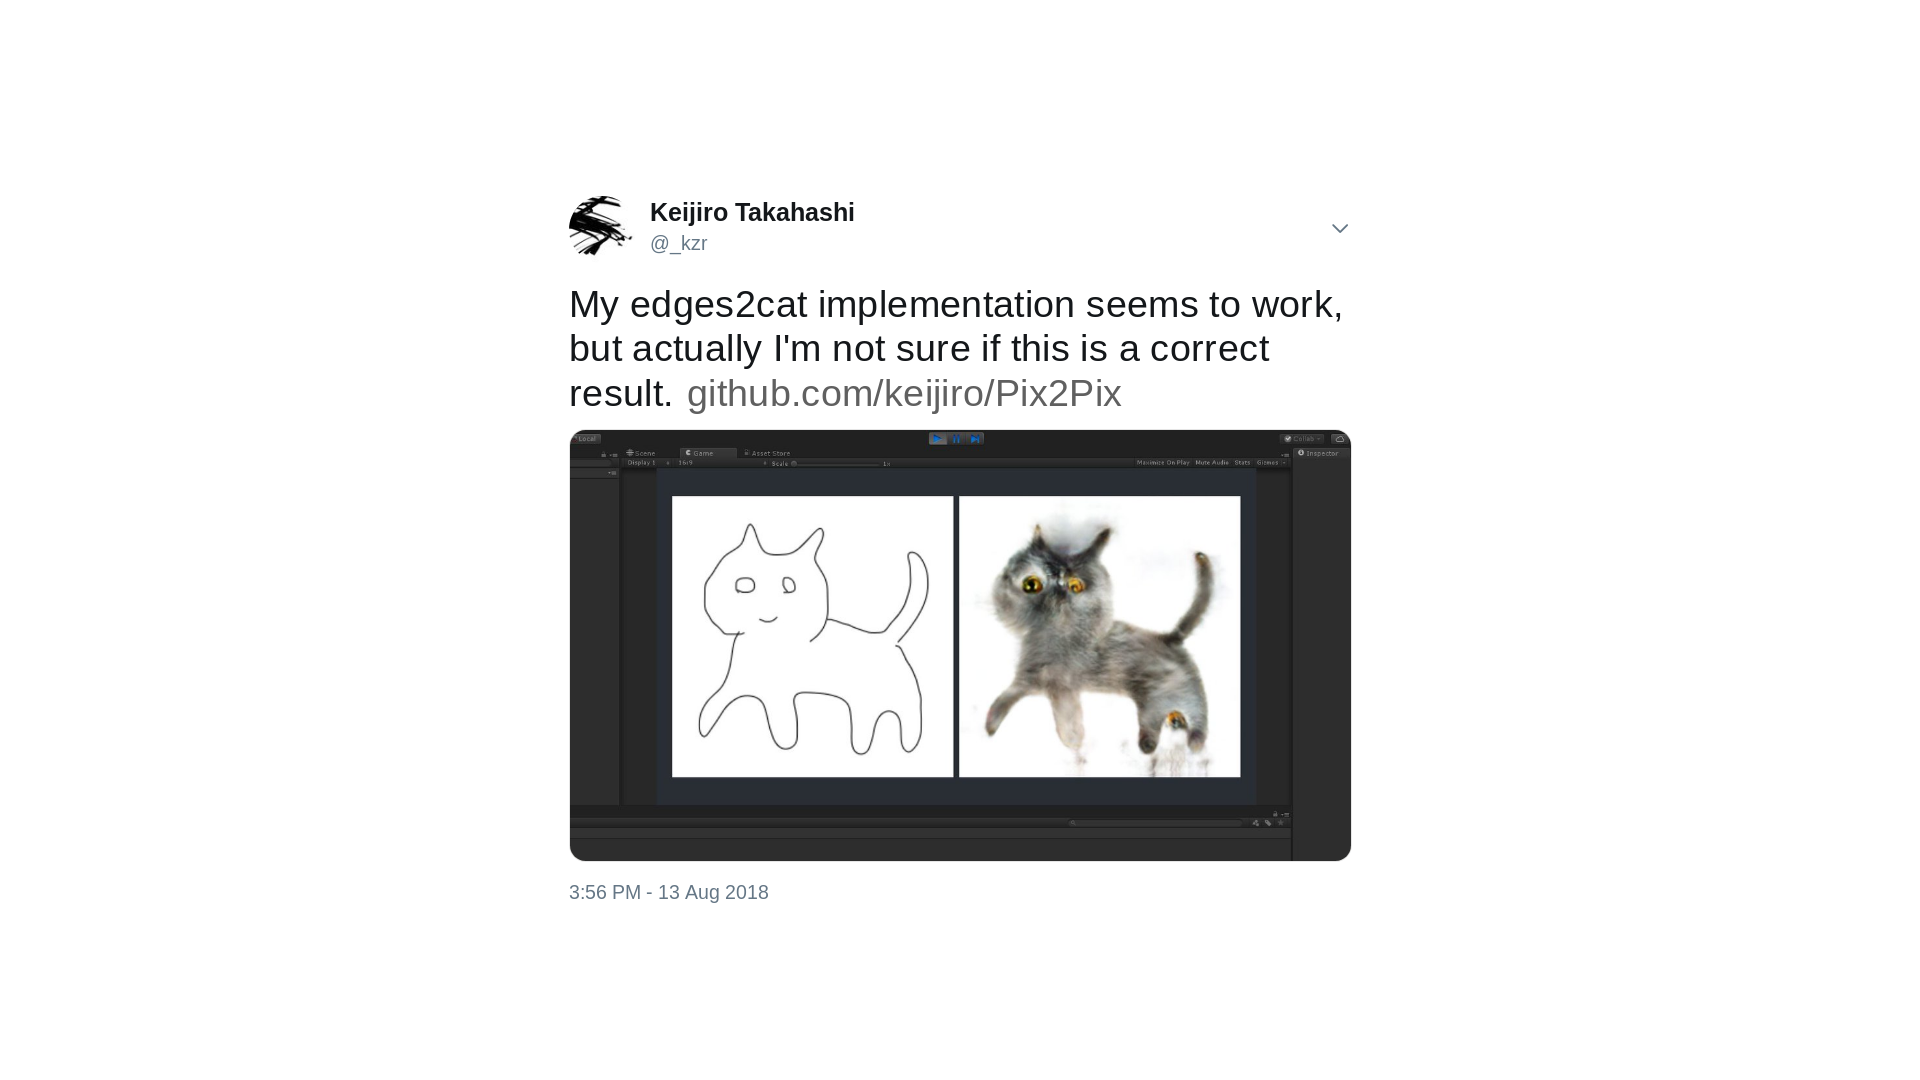 Keijiro Takahashi
@_kzr
My edges2cat implementation seems to work,
but actually I'm not sure if this is a correct
result. github.com/keijiro/Pix2Pix
Local
Collab
Scene
Game
Asset Store
Inspector
Display 1
16:9
Scale
1x
Maximize On Play
Mute Audio
Stats
Gizmos
3:56 PM - 13 Aug 2018